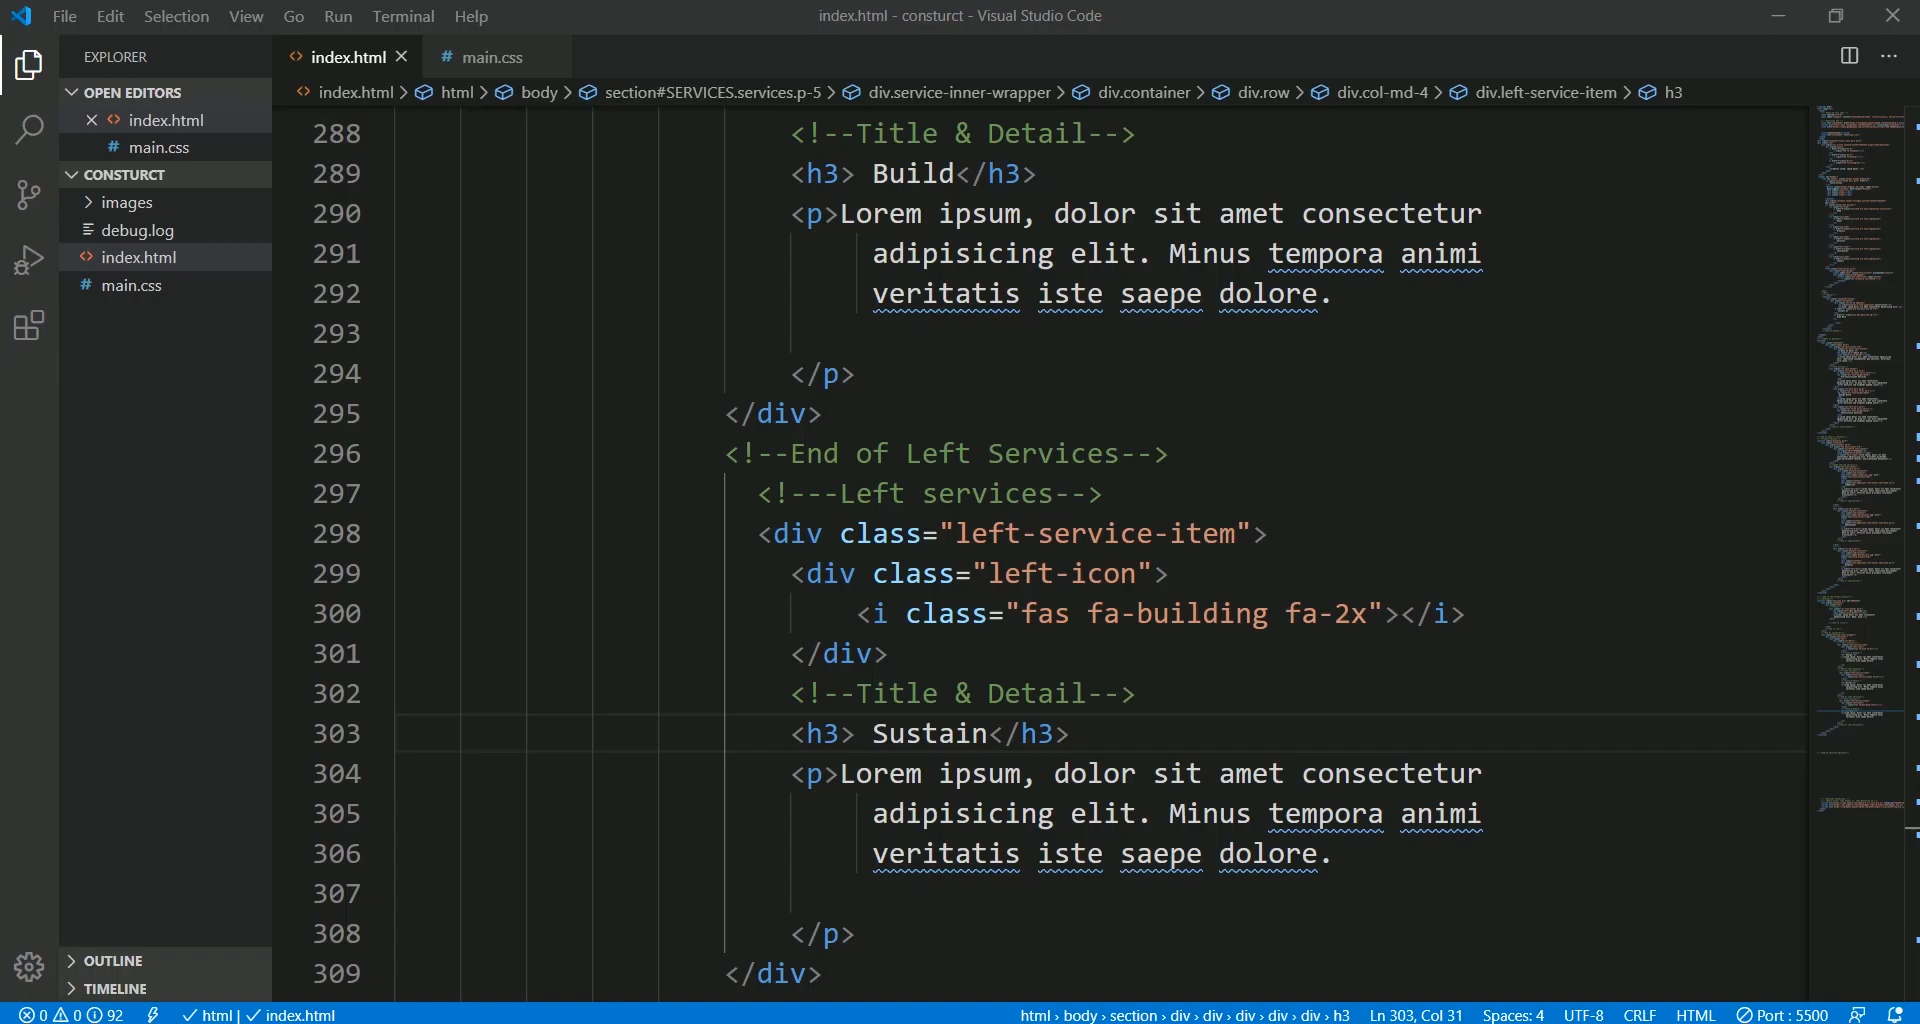 File Edit Selection View Go Run Terminal Help
index.html - consturct - Visual Studio Code
EXPLORER
OPEN EDITORS
index.html
main.css
CONSTURCT
images
debug.log
index.html
main.css
OUTLINE
TIMELINE
index.html
# main.css
index.html > html > body > section#SERVICES.services.p-5 > div.service-inner-wrapper > div.container > div.row > div.col-md-4 > div.left-service-item > h3
288 <!--Title & Detail-->
289 <h3> Build</h3>
290 <p>Lorem ipsum, dolor sit amet consectetur
291 adipisicing elit. Minus tempora animi
292 veritatis iste saepe dolore.
293
294 </p>
295 </div>
296 <!--End of Left Services-->
297 <!---Left services-->
298 <div class="left-service-item">
299 <div class="left-icon">
300 <i class="fas fa-building fa-2x"></i>
301 </div>
302 <!--Title & Detail-->
303 <h3> Sustain</h3>
304 <p>Lorem ipsum, dolor sit amet consectetur
305 adipisicing elit. Minus tempora animi
306 veritatis iste saepe dolore.
307
308 </p>
309 </div>
0 0 92 html | index.html
html › body › section › div › div › div › div › div › h3 Ln 303, Col 31 Spaces: 4 UTF-8 CRLF HTML Port : 5500